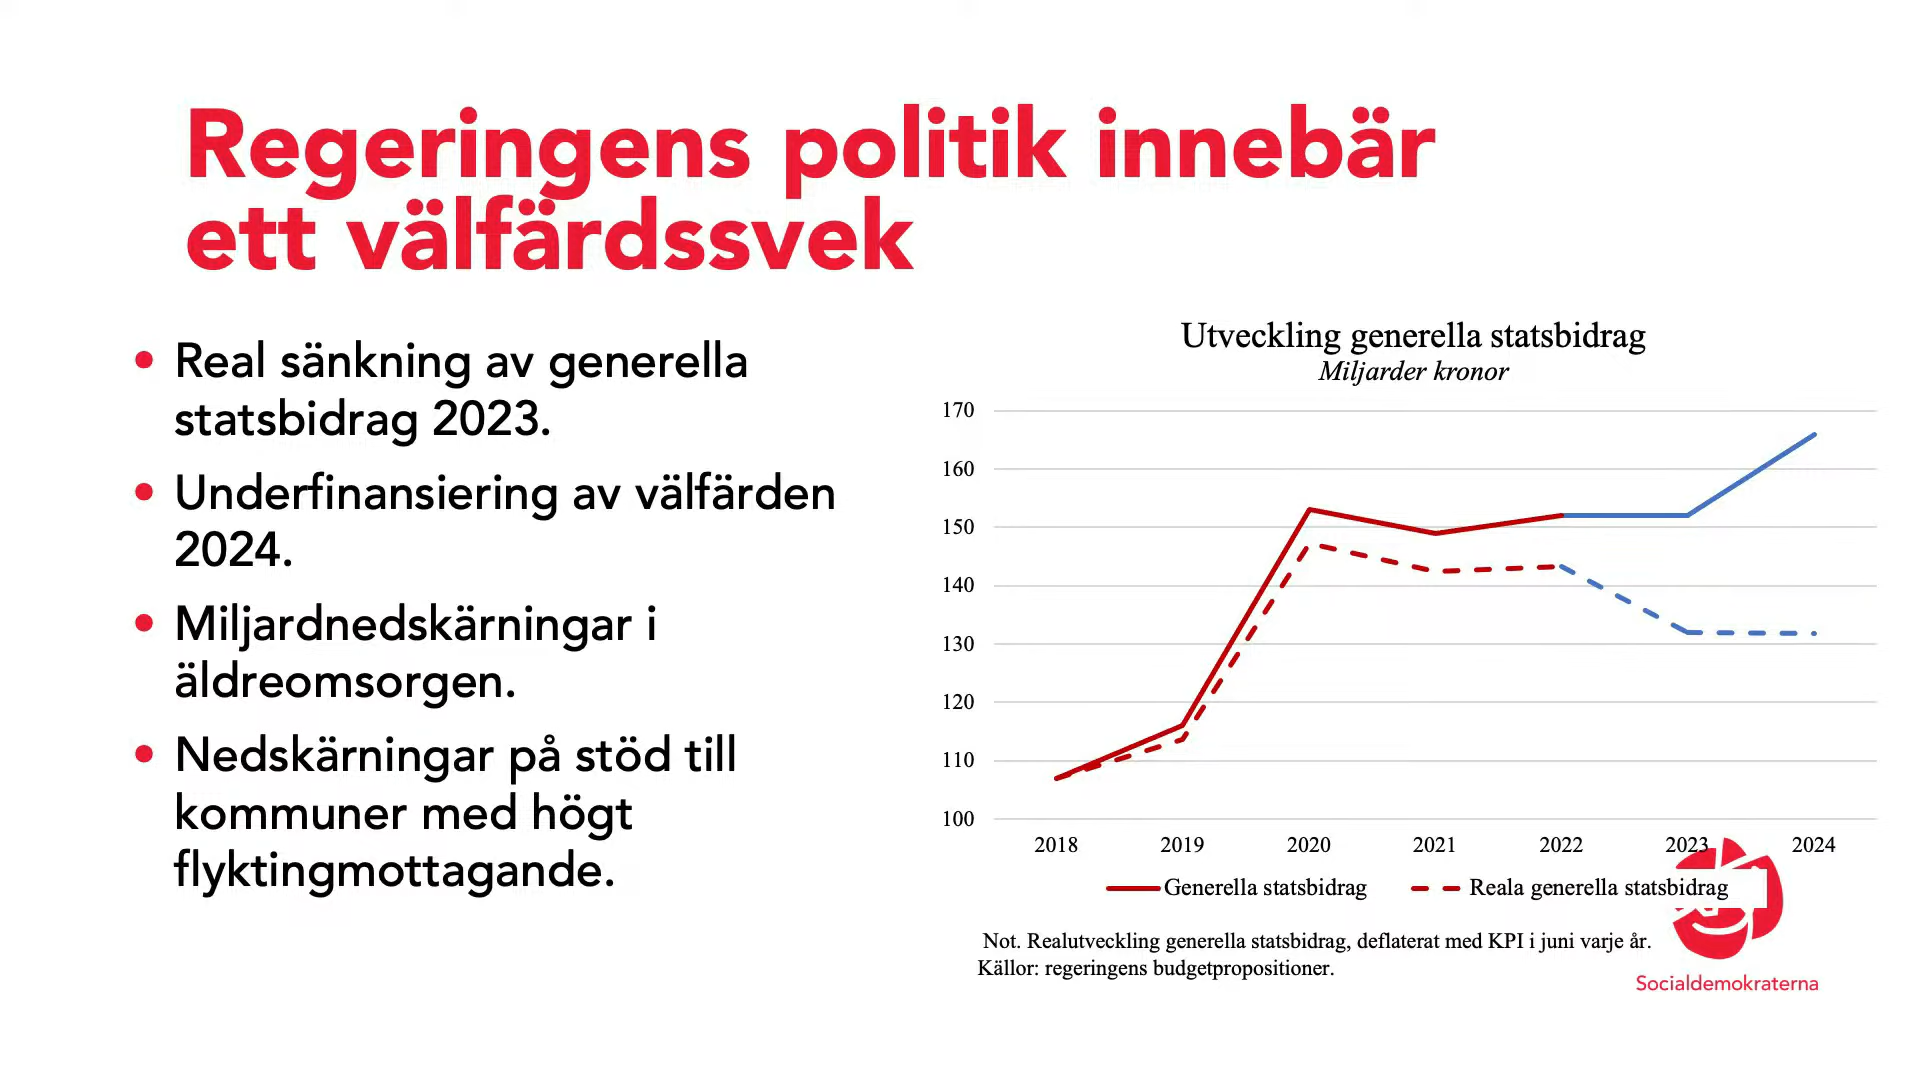 Regeringens politik innebär
ett välfärdssvek
• Real sänkning av generella
statsbidrag 2023.
• Underfinansiering av välfärden
2024.
• Miljardnedskärningar i
äldreomsorgen.
• Nedskärningar på stöd till
kommuner med högt
flyktingmottagande.
Utveckling generella statsbidrag
Miljarder kronor
170
160
150
140
130
120
110
100
2018 2019 2020 2021 2022 2023 2024
Generella statsbidrag Reala generella statsbidrag
Not. Realutveckling generella statsbidrag, deflaterat med KPI i juni varje år.
Källor: regeringens budgetpropositioner.
Socialdemokraterna